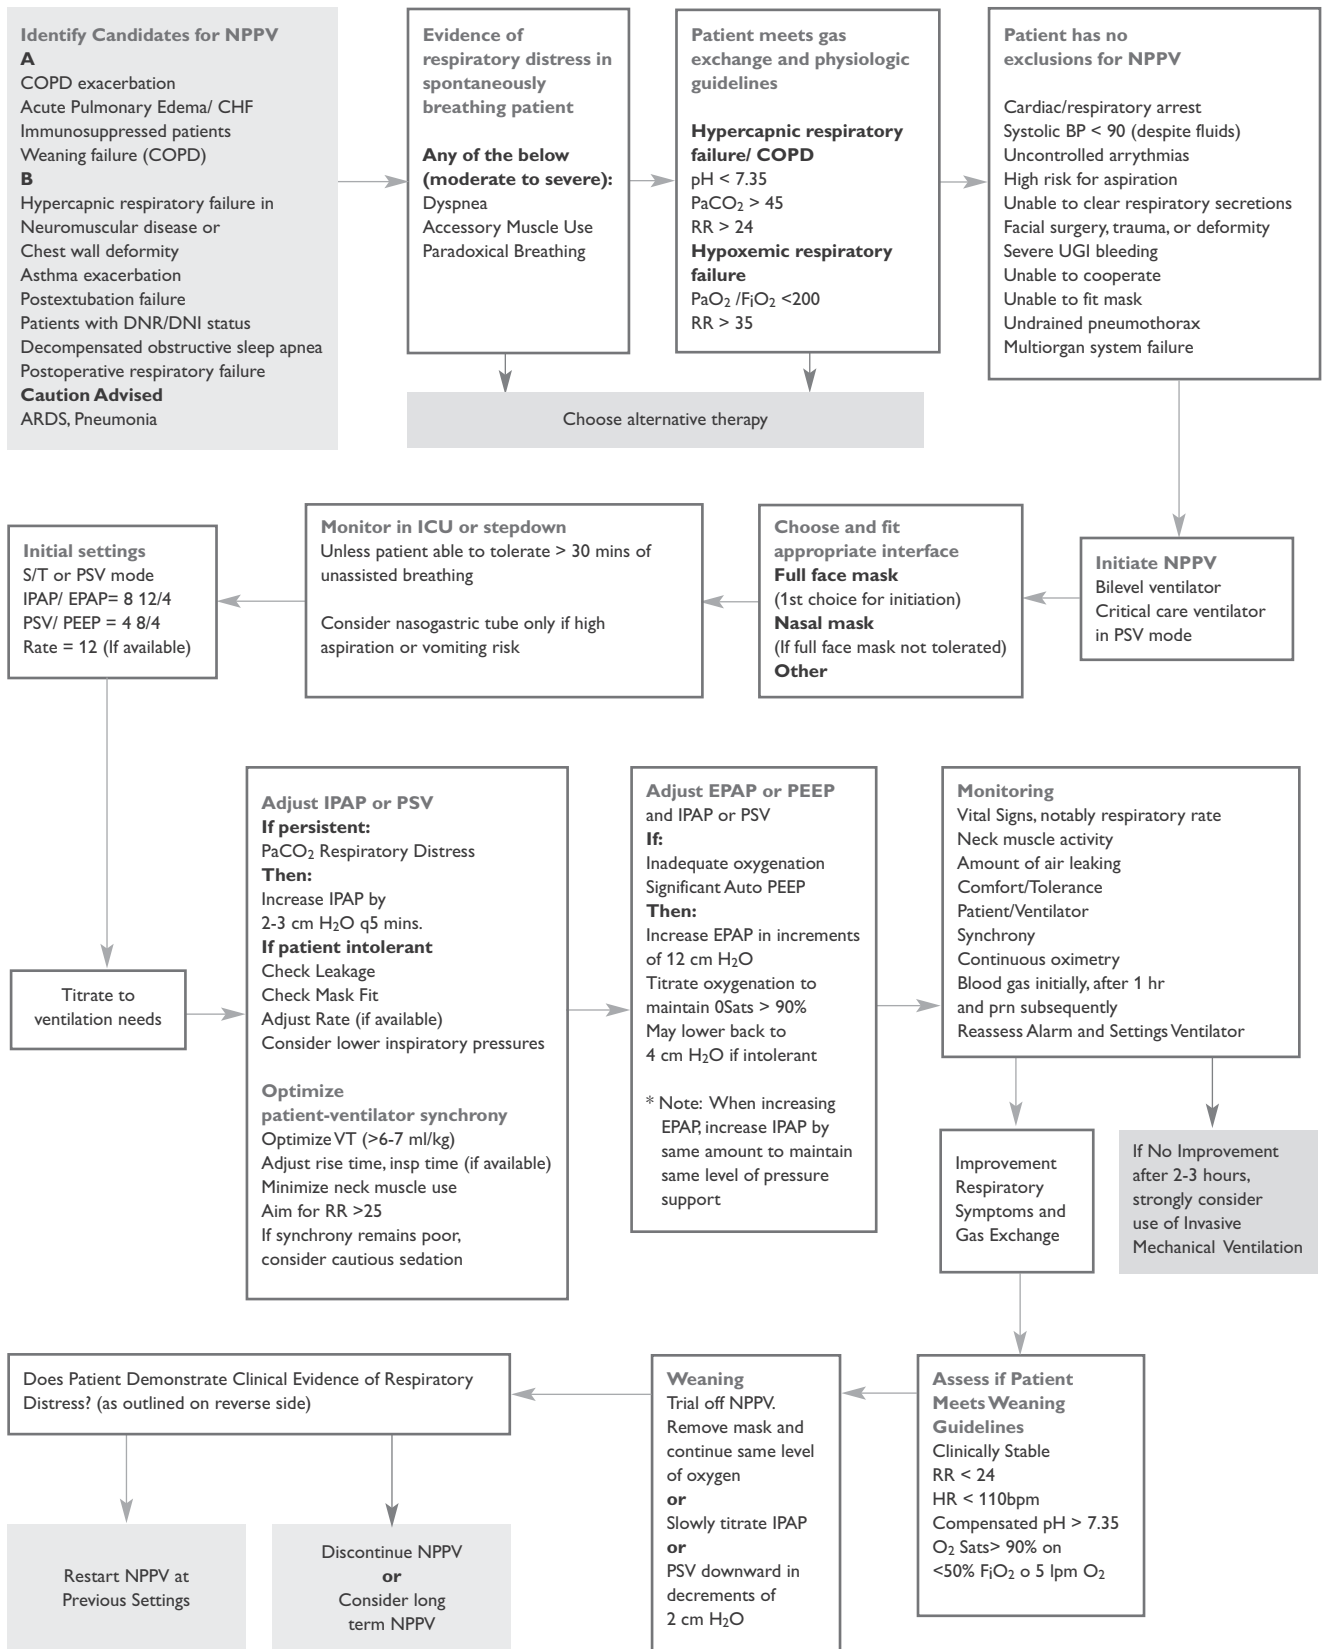 Identify Candidates for NPPV
A
COPD exacerbation
Acute Pulmonary Edema/ CHF
Immunosuppressed patients
Weaning failure (COPD)
B
Hypercapnic respiratory failure in
Neuromuscular disease or
Chest wall deformity
Asthma exacerbation
Postextubation failure
Patients with DNR/DNI status
Decompensated obstructive sleep apnea
Postoperative respiratory failure
Caution Advised
ARDS, Pneumonia
Evidence of
respiratory distress in
spontaneously
breathing patient
Any of the below
(moderate to severe):
Dyspnea
Accessory Muscle Use
Paradoxical Breathing
Patient meets gas
exchange and physiologic
guidelines
Hypercapnic respiratory
failure/ COPD
pH < 7.35
PaCO2 > 45
RR > 24
Hypoxemic respiratory
failure
PaO2 /FiO2 <200
RR > 35
Patient has no
exclusions for NPPV
Cardiac/respiratory arrest
Systolic BP < 90 (despite fluids)
Uncontrolled arrythmias
High risk for aspiration
Unable to clear respiratory secretions
Facial surgery, trauma, or deformity
Severe UGI bleeding
Unable to cooperate
Unable to fit mask
Undrained pneumothorax
Multiorgan system failure
Choose alternative therapy
Initiate NPPV
Bilevel ventilator
Critical care ventilator
in PSV mode
Choose and fit
appropriate interface
Full face mask
(1st choice for initiation)
Nasal mask
(If full face mask not tolerated)
Other
Monitor in ICU or stepdown
Unless patient able to tolerate > 30 mins of
unassisted breathing
Consider nasogastric tube only if high
aspiration or vomiting risk
Initial settings
S/T or PSV mode
IPAP/ EPAP= 8 12/4
PSV/ PEEP = 4 8/4
Rate = 12 (If available)
Titrate to
ventilation needs
Adjust IPAP or PSV
If persistent:
PaCO2 Respiratory Distress
Then:
Increase IPAP by
2-3 cm H2O q5 mins.
If patient intolerant
Check Leakage
Check Mask Fit
Adjust Rate (if available)
Consider lower inspiratory pressures
Optimize
patient-ventilator synchrony
Optimize VT (>6-7 ml/kg)
Adjust rise time, insp time (if available)
Minimize neck muscle use
Aim for RR >25
If synchrony remains poor,
consider cautious sedation
Adjust EPAP or PEEP
and IPAP or PSV
If:
Inadequate oxygenation
Significant Auto PEEP
Then:
Increase EPAP in increments
of 12 cm H2O
Titrate oxygenation to
maintain 0Sats > 90%
May lower back to
4 cm H2O if intolerant
* Note: When increasing
EPAP, increase IPAP by
same amount to maintain
same level of pressure
support
Monitoring
Vital Signs, notably respiratory rate
Neck muscle activity
Amount of air leaking
Comfort/Tolerance
Patient/Ventilator
Synchrony
Continuous oximetry
Blood gas initially, after 1 hr
and prn subsequently
Reassess Alarm and Settings Ventilator
Improvement
Respiratory
Symptoms and
Gas Exchange
If No Improvement
after 2-3 hours,
strongly consider
use of Invasive
Mechanical Ventilation
Assess if Patient
Meets Weaning
Guidelines
Clinically Stable
RR < 24
HR < 110bpm
Compensated pH > 7.35
O2 Sats> 90% on
<50% FiO2 o 5 lpm O2
Weaning
Trial off NPPV.
Remove mask and
continue same level
of oxygen
or
Slowly titrate IPAP
or
PSV downward in
decrements of
2 cm H2O
Does Patient Demonstrate Clinical Evidence of Respiratory
Distress? (as outlined on reverse side)
Restart NPPV at
Previous Settings
Discontinue NPPV
or
Consider long
term NPPV